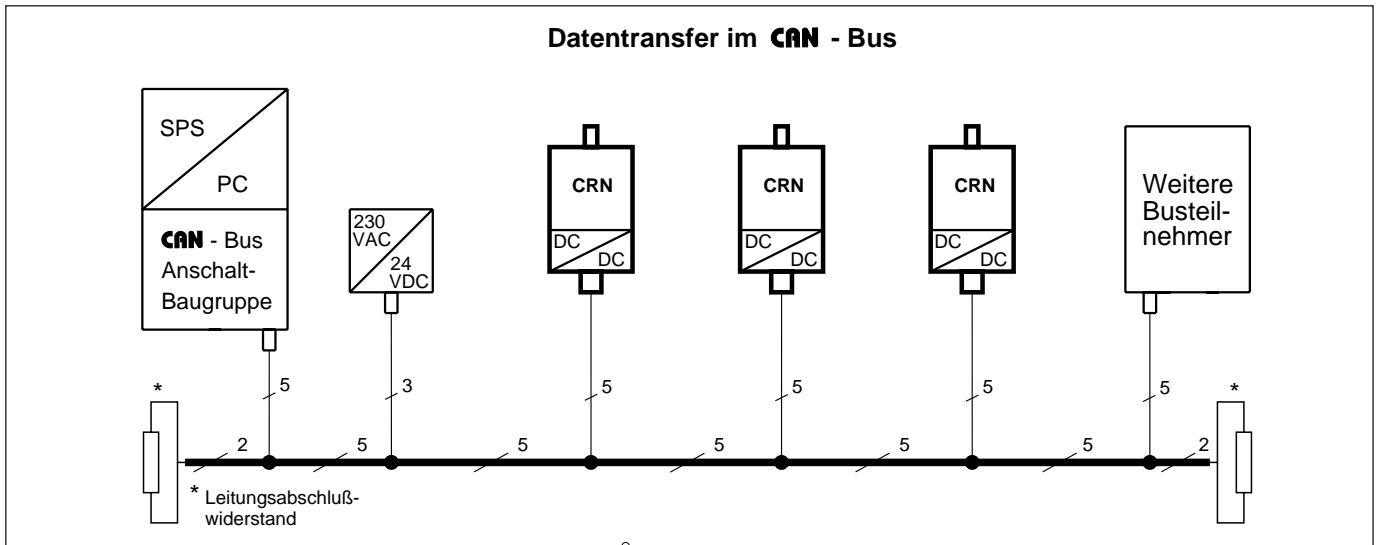 Datentransfer im CAN - Bus
SPS
PC
CAN - Bus
Anschalt-
Baugruppe
230
VAC
24
VDC
CRN
DC
DC
CRN
DC
DC
CRN
DC
DC
Weitere
Busteil-
nehmer
* 5 3 5 5 5 5 *
2 5 5 5 5 5 2
* Leitungsabschluß-
widerstand